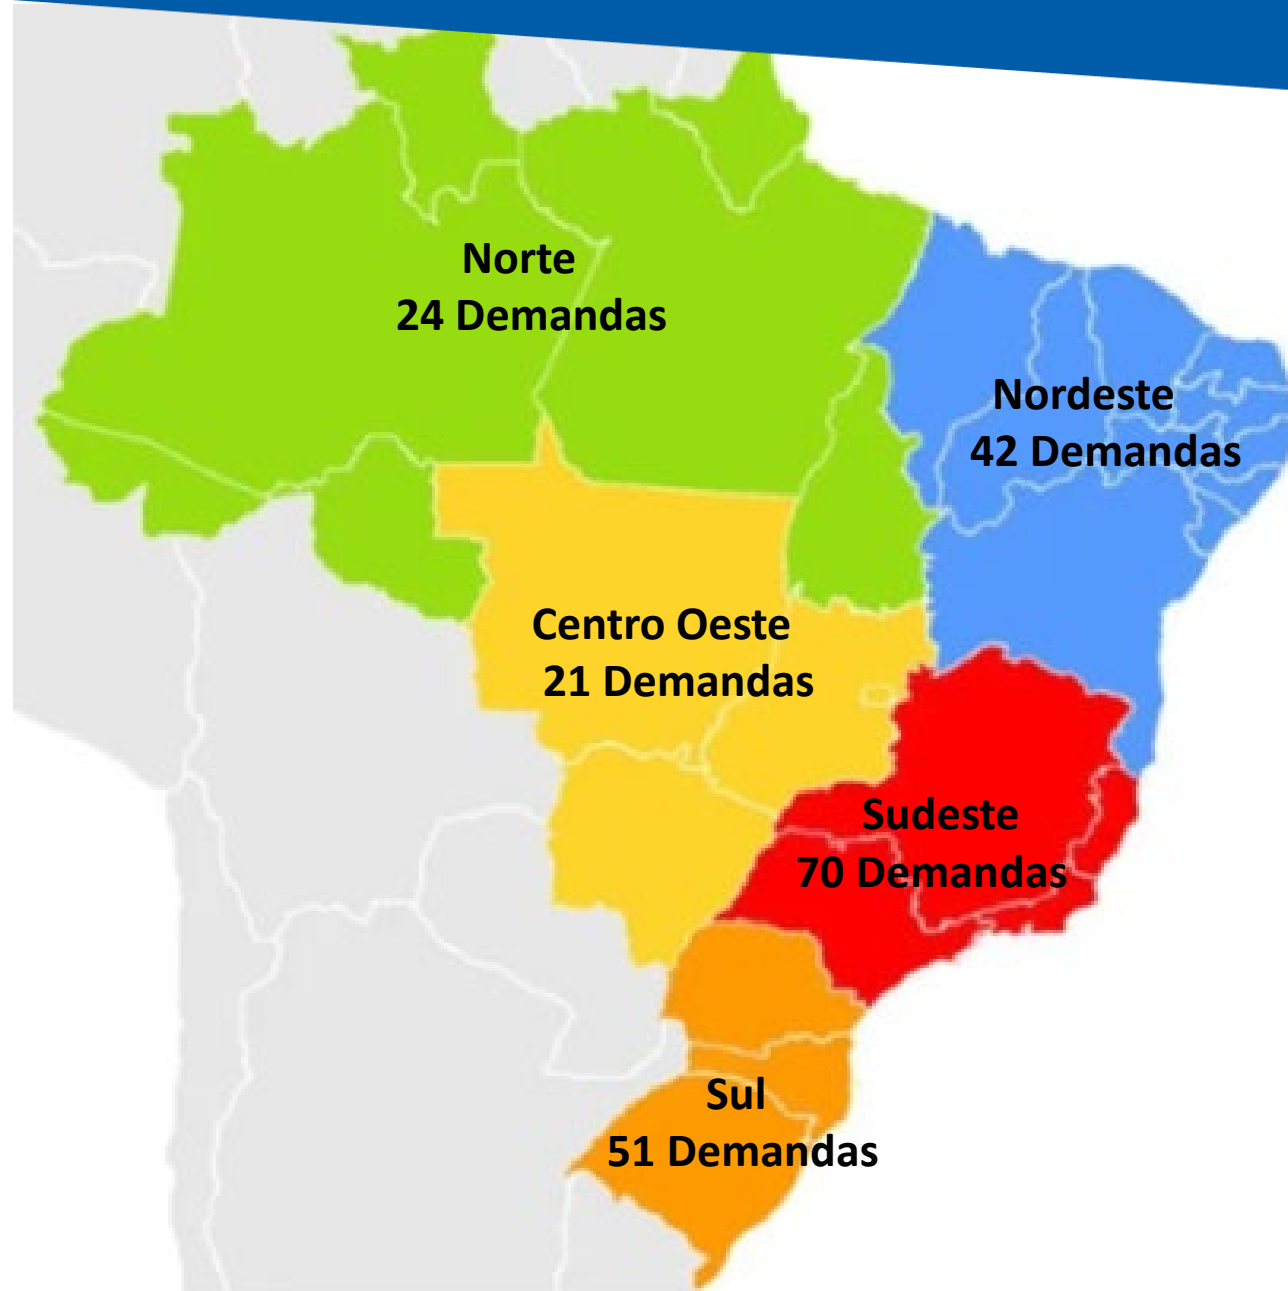 Norte
24 Demandas
Nordeste
42 Demandas
Centro Oeste
21 Demandas
Sudeste
70 Demandas
Sul
51 Demandas